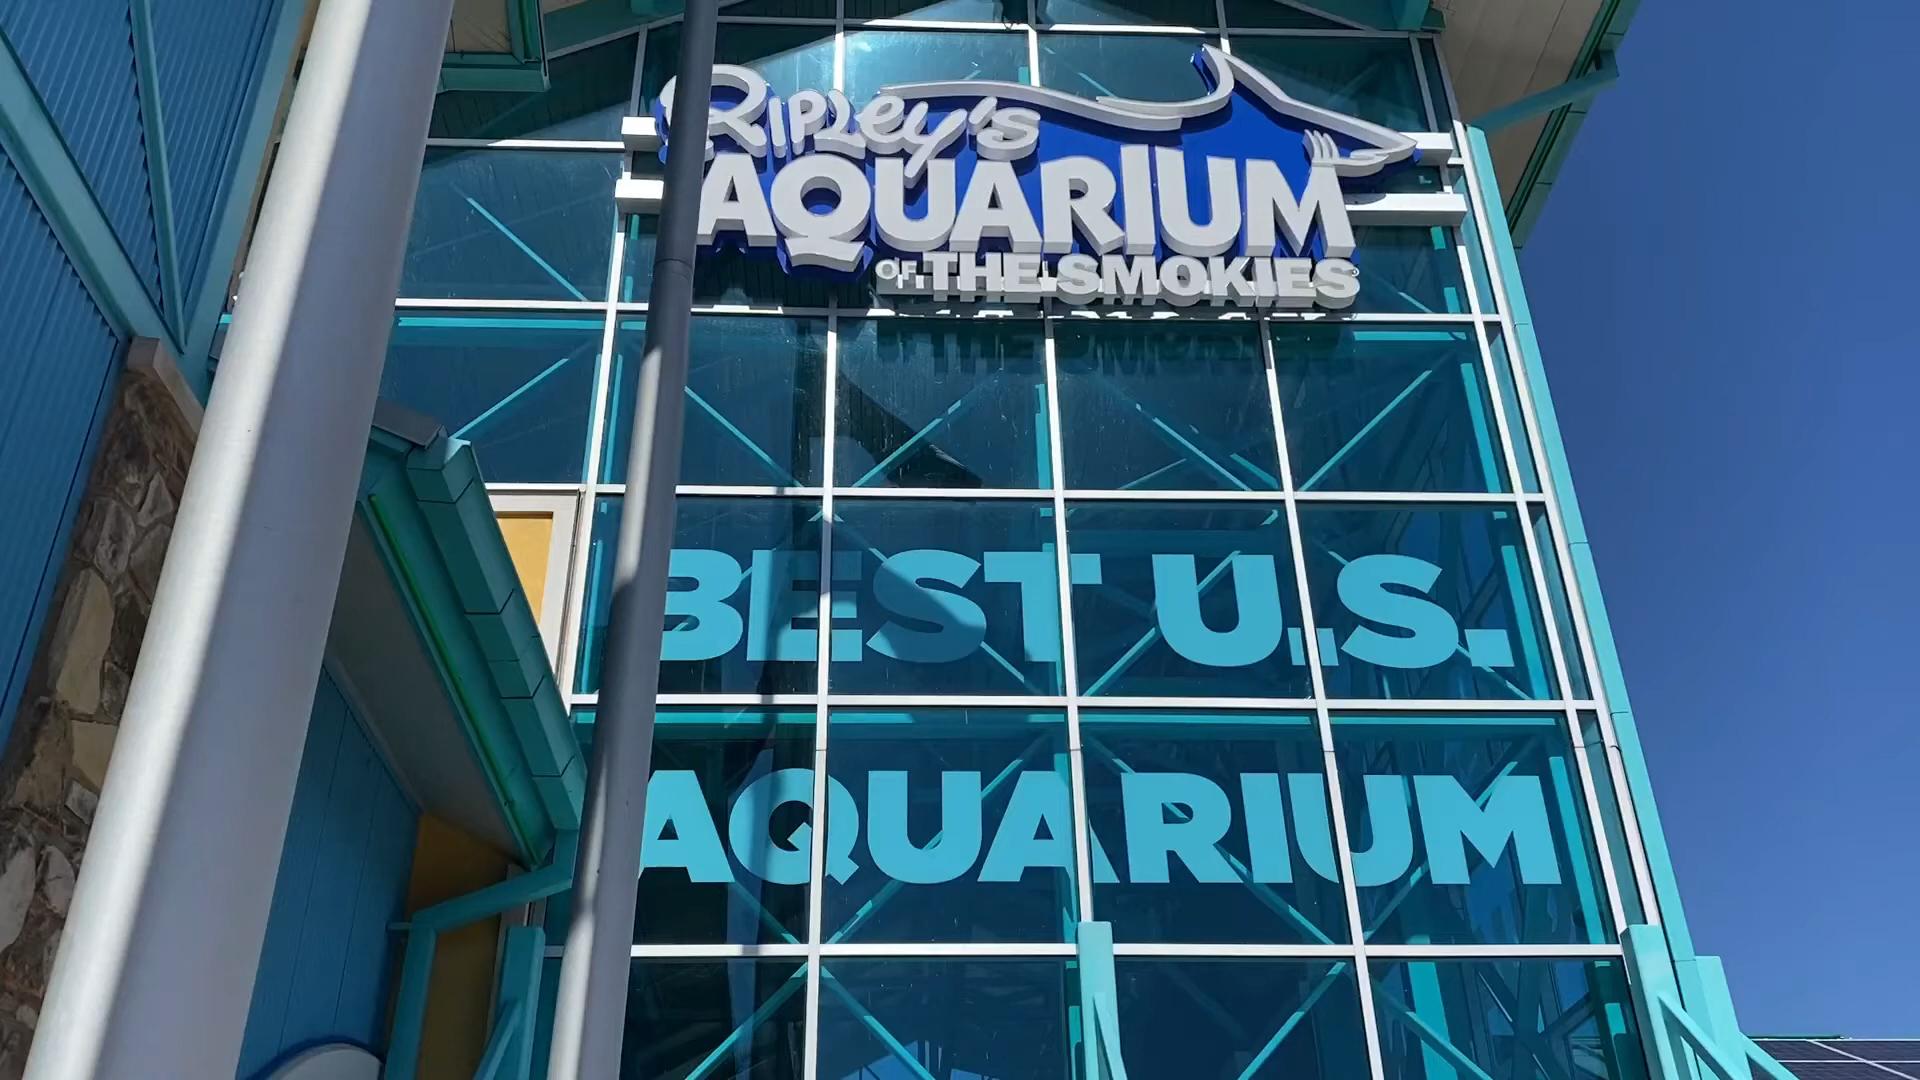 Ripley's
AQUARIUM
OF THE SMOKIES
BEST U.S.
AQUARIUM